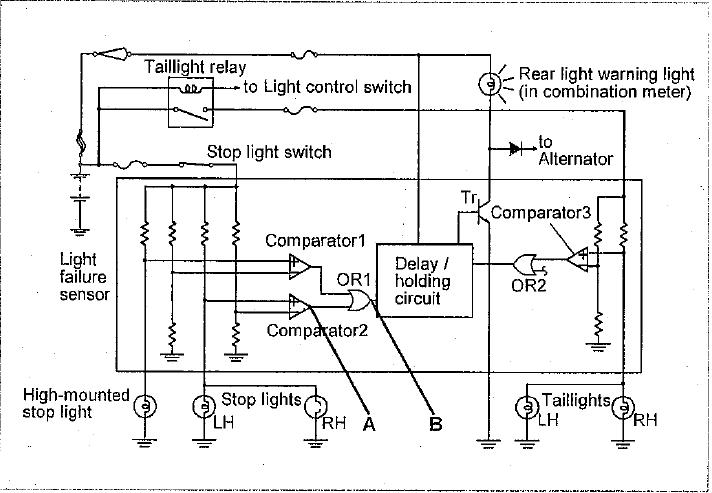 Taillight relay
to Light control switch
Rear light warning light
(in combination meter)
Stop light switch
to
Alternator
Tr
Comparator3
Light
failure
sensor
Comparator1
OR1
Delay /
holding
circuit
OR2
Comparator2
High-mounted
stop light
LH
Stop lights
RH
A
B
LH
Taillights
RH